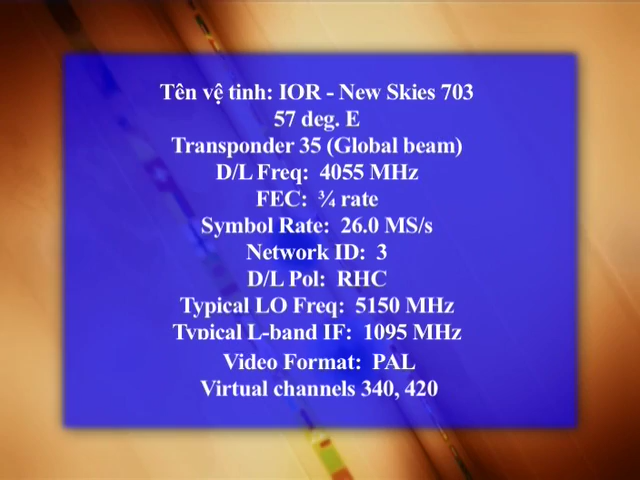 Tên vệ tinh: IOR - New Skies 703
57 deg. E
Transponder 35 (Global beam)
D/L Freq:  4055 MHz
FEC:  ¾ rate
Symbol Rate:  26.0 MS/s
Network ID:  3
D/L Pol:  RHC
Typical LO Freq:  5150 MHz
Typical L-band IF:  1095 MHz
Video Format:  PAL
Virtual channels 340, 420